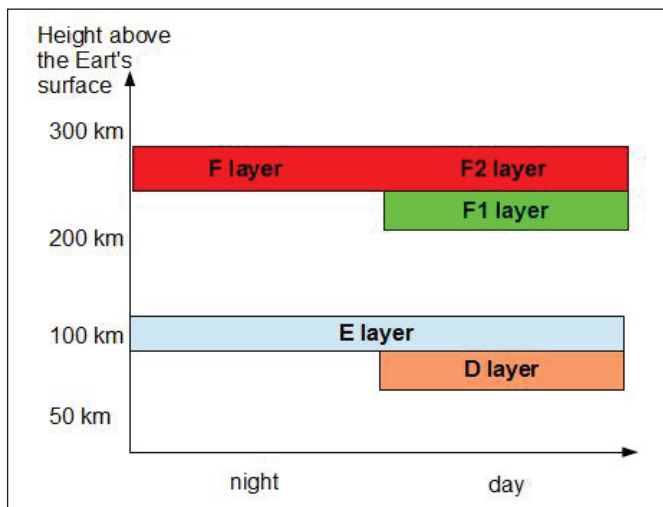 Height above
the Eart's
surface
300 km
F layer F2 layer
F1 layer
200 km
100 km
E layer
D layer
50 km
night day